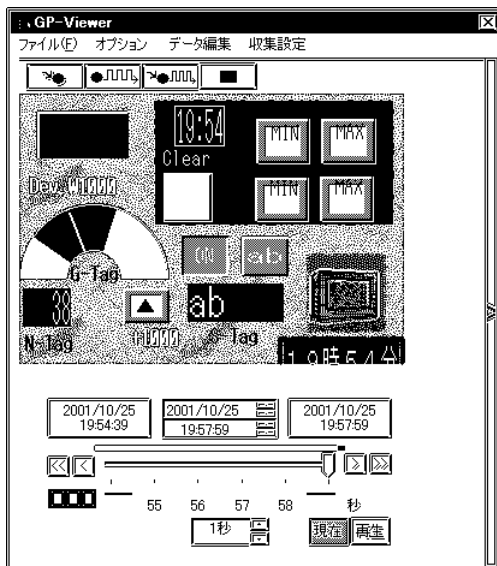 GP-Viewer
ファイル(F) オプション データ編集 収集設定
19:54
Clear
MIN MAX
MIN MAX
Dev:W1000
ON ab
G-Tag
38
ab
N-Tag
+1000
S-Tag
19時54分
2001/10/25
19:54:39
2001/10/25
19:57:59
2001/10/25
19:57:59
55 56 57 58 秒
1秒
現在 再生